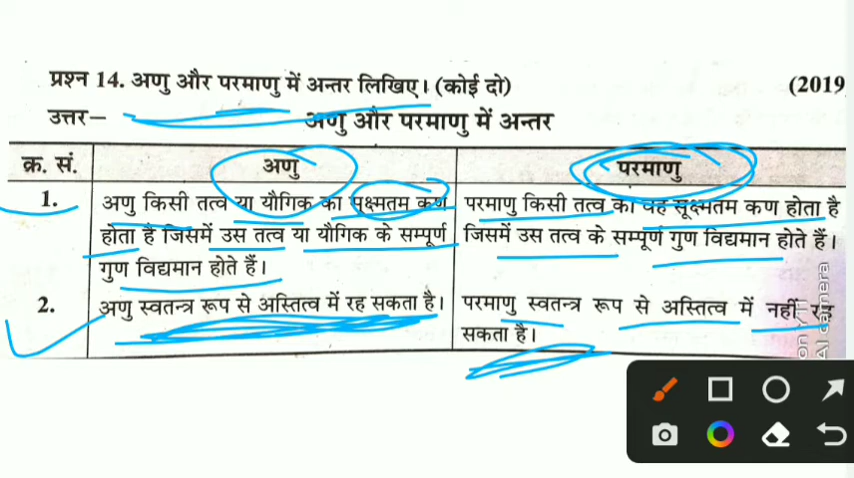 प्रश्न 14. अणु और परमाणु में अन्तर लिखिए। (कोई दो) (2019
उत्तर– अणु और परमाणु में अन्तर
क्र. सं. अणु परमाणु
1. अणु किसी तत्व या यौगिक का सूक्ष्मतम कण परमाणु किसी तत्व का वह सूक्ष्मतम कण होता है
होता है जिसमें उस तत्व या यौगिक के सम्पूर्ण जिसमें उस तत्व के सम्पूर्ण गुण विद्यमान होते हैं।
गुण विद्यमान होते हैं।
2. अणु स्वतन्त्र रूप से अस्तित्व में रह सकता है। परमाणु स्वतन्त्र रूप से अस्तित्व में नहीं रह
सकता है।
AI camera